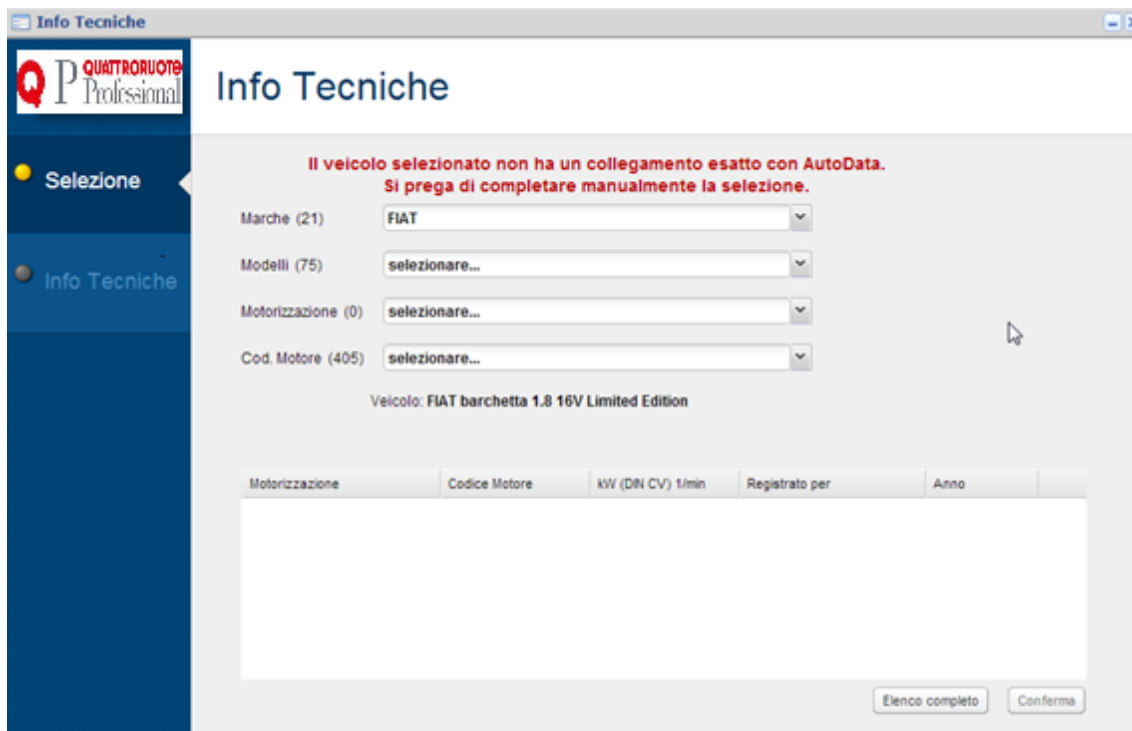 Info Tecniche
QP QUATTRORUOTE
Professional
Info Tecniche
Selezione
Info Tecniche
Il veicolo selezionato non ha un collegamento esatto con AutoData.
Si prega di completare manualmente la selezione.
Marche (21) FIAT
Modelli (75) selezionare...
Motorizzazione (0) selezionare...
Cod. Motore (405) selezionare...
Veicolo: FIAT barchetta 1.8 16V Limited Edition
Motorizzazione Codice Motore kW (DIN CV) 1/min Registrato per Anno
Elenco completo Conferma